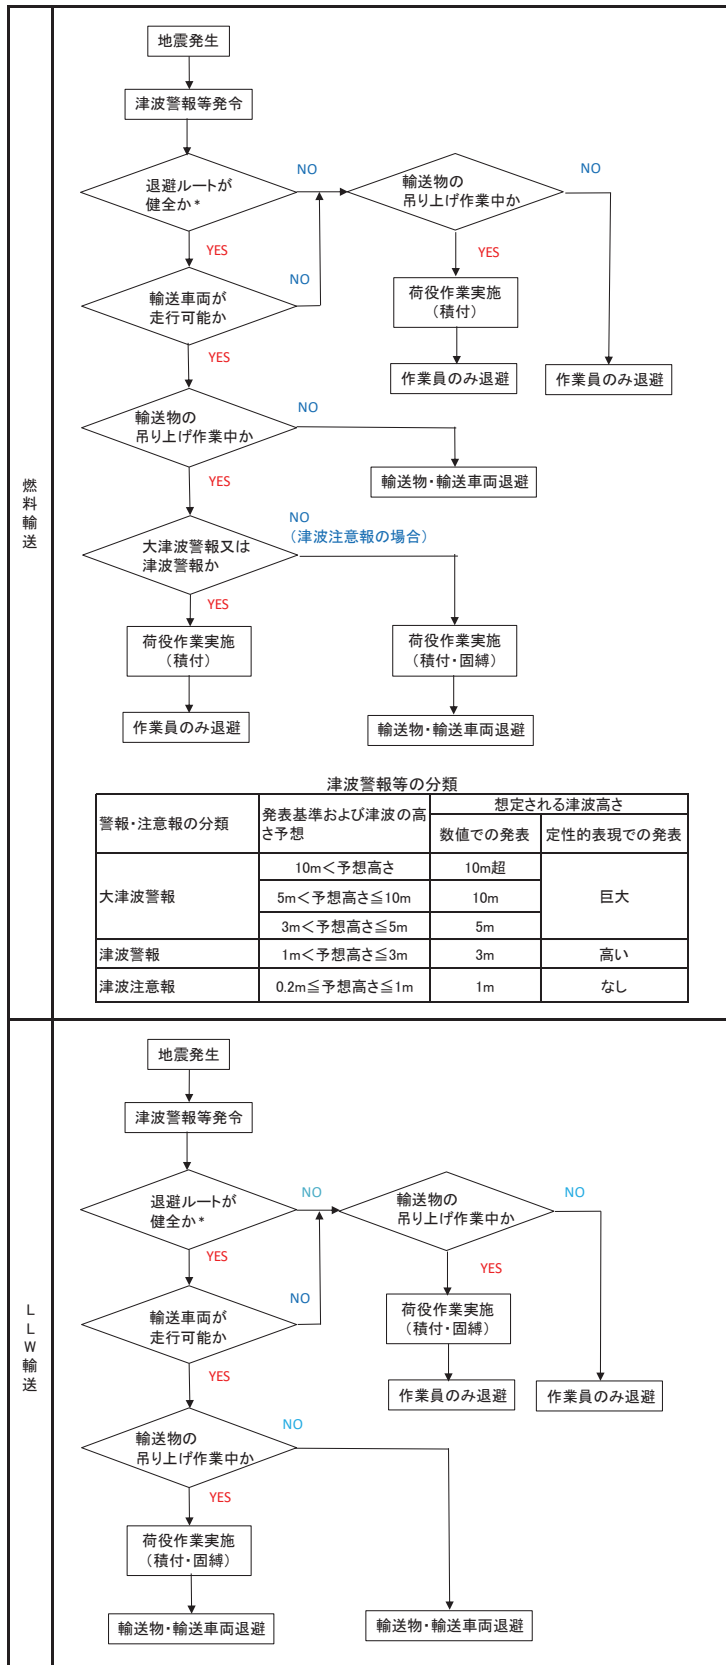 燃料輸送
地震発生
津波警報等発令
退避ルートが
健全か*
NO
輸送物の
吊り上げ作業中か
NO
YES
NO
YES
輸送車両が
走行可能か
荷役作業実施
(積付)
YES
作業員のみ退避
作業員のみ退避
輸送物の
吊り上げ作業中か
NO
YES
輸送物・輸送車両退避
大津波警報又は
津波警報か
NO
(津波注意報の場合)
YES
荷役作業実施
(積付)
荷役作業実施
(積付・固縛)
作業員のみ退避
輸送物・輸送車両退避
津波警報等の分類
警報・注意報の分類
発表基準および津波の高
さ予想
想定される津波高さ
数値での発表
定性的表現での発表
大津波警報
10m<予想高さ
10m超
巨大
5m<予想高さ≦10m
10m
3m<予想高さ≦5m
5m
津波警報
1m<予想高さ≦3m
3m
高い
津波注意報
0.2m≦予想高さ≦1m
1m
なし
LLW輸送
地震発生
津波警報等発令
退避ルートが
健全か*
NO
輸送物の
吊り上げ作業中か
NO
YES
NO
YES
輸送車両が
走行可能か
荷役作業実施
(積付・固縛)
YES
作業員のみ退避
作業員のみ退避
輸送物の
吊り上げ作業中か
NO
YES
荷役作業実施
(積付・固縛)
輸送物・輸送車両退避
輸送物・輸送車両退避